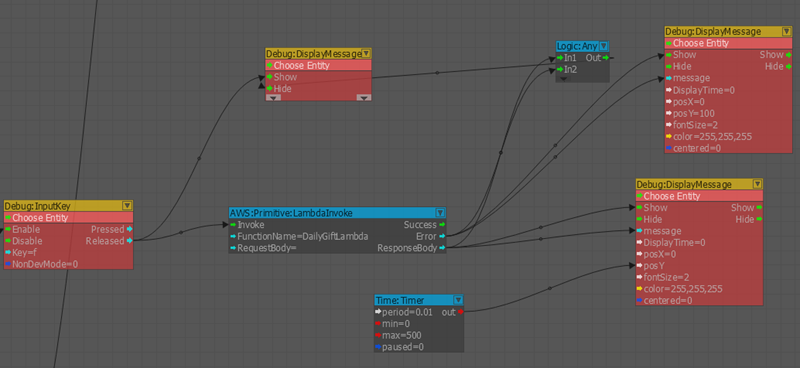 Debug:DisplayMessage
Choose Entity
Show
Hide
Logic:Any
In1 Out
In2
Debug:DisplayMessage
Choose Entity
Show Show
Hide Hide
message
DisplayTime=0
posX=0
posY=100
fontSize=2
color=255,255,255
centered=0
Debug:InputKey
Choose Entity
Enable Pressed
Disable Released
Key=f
NonDevMode=0
AWS:Primitive:LambdaInvoke
Invoke Success
FunctionName=DailyGiftLambda Error
RequestBody= ResponseBody
Debug:DisplayMessage
Choose Entity
Show Show
Hide Hide
message
DisplayTime=0
posX=0
posY
fontSize=2
color=255,255,255
centered=0
Time:Timer
period=0.01 out
min=0
max=500
paused=0